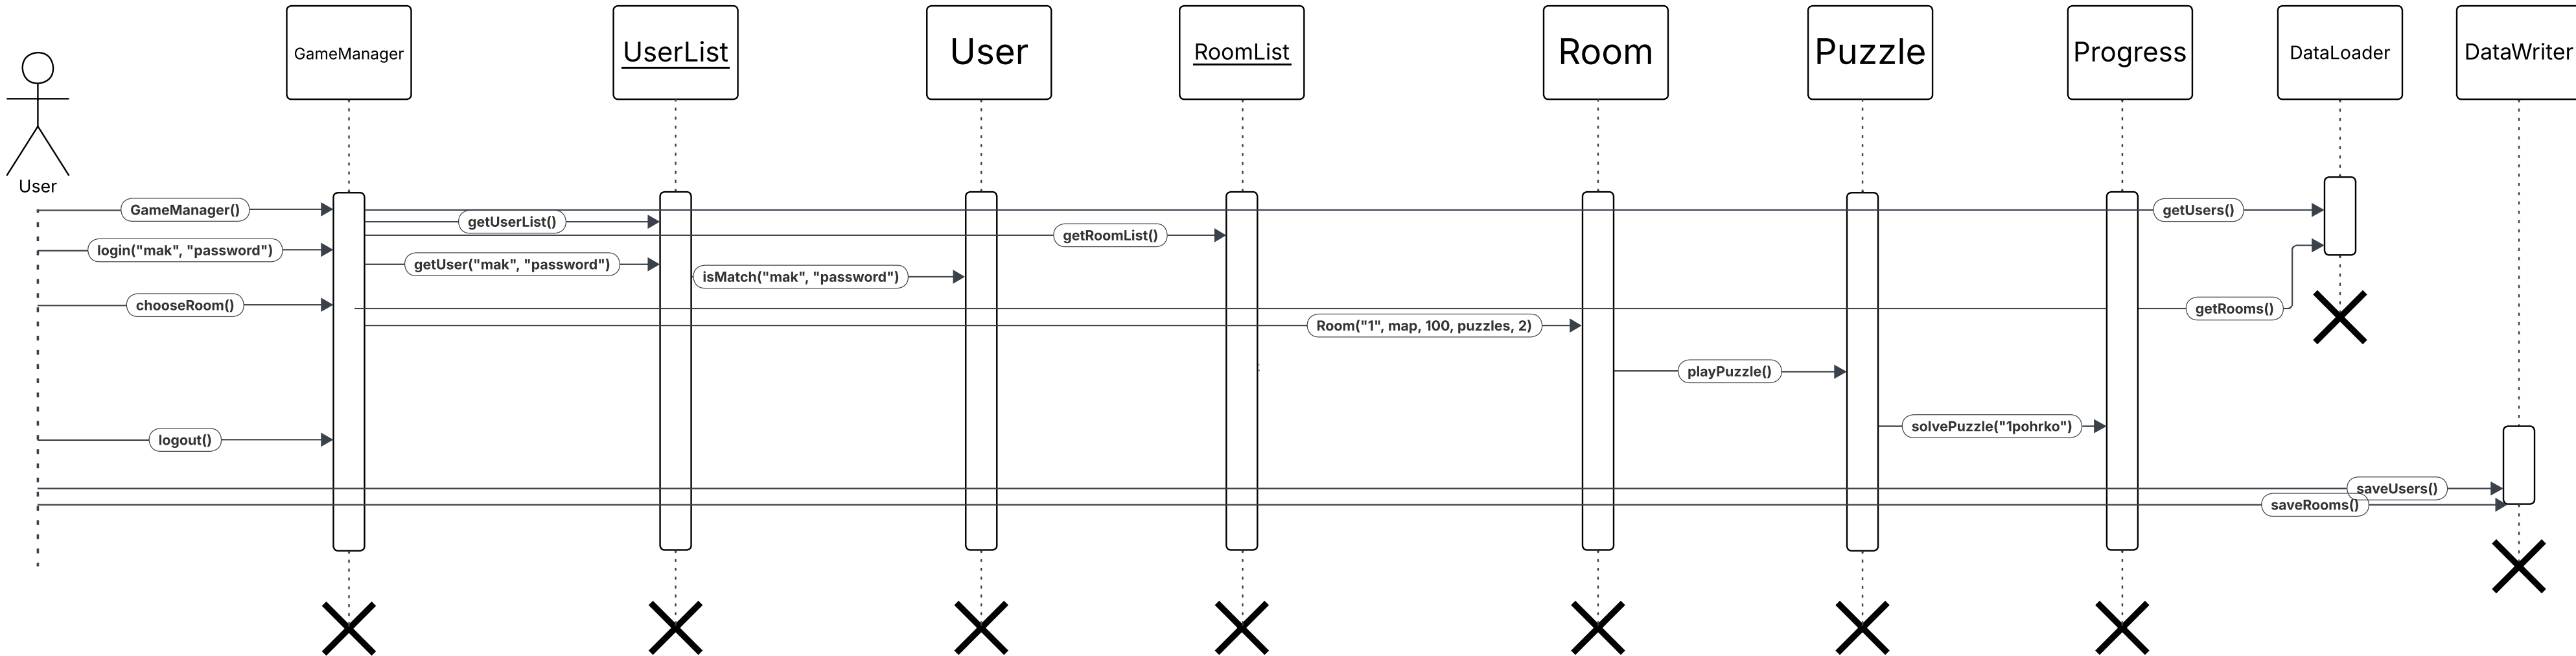 GameManager
UserList
User
RoomList
Room
Puzzle
Progress
DataLoader
DataWriter
User
GameManager()
getUsers()
getUserList()
getRoomList()
login("mak", "password")
getUser("mak", "password")
isMatch("mak", "password")
chooseRoom()
getRooms()
Room("1", map, 100, puzzles, 2)
playPuzzle()
solvePuzzle("1pohrko")
logout()
saveUsers()
saveRooms()